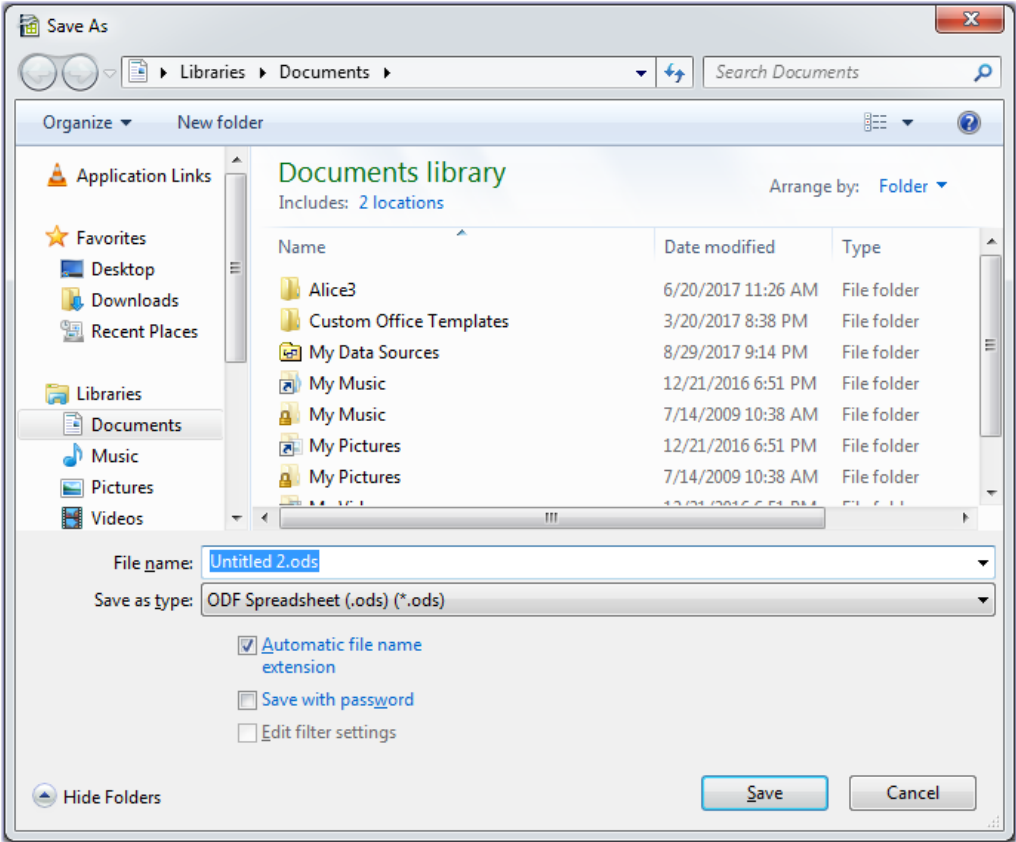 Save As
Libraries Documents
Search Documents
Organize New folder
Application Links
Favorites
Desktop
Downloads
Recent Places
Libraries
Documents
Music
Pictures
Videos
Documents library
Includes: 2 locations
Arrange by: Folder
Name Date modified Type
Alice3 6/20/2017 11:26 AM File folder
Custom Office Templates 3/20/2017 8:38 PM File folder
My Data Sources 8/29/2017 9:14 PM File folder
My Music 12/21/2016 6:51 PM File folder
My Music 7/14/2009 10:38 AM File folder
My Pictures 12/21/2016 6:51 PM File folder
My Pictures 7/14/2009 10:38 AM File folder
File name: Untitled 2.ods
Save as type: ODF Spreadsheet (.ods) (*.ods)
Automatic file name
extension
Save with password
Edit filter settings
Hide Folders
Save Cancel